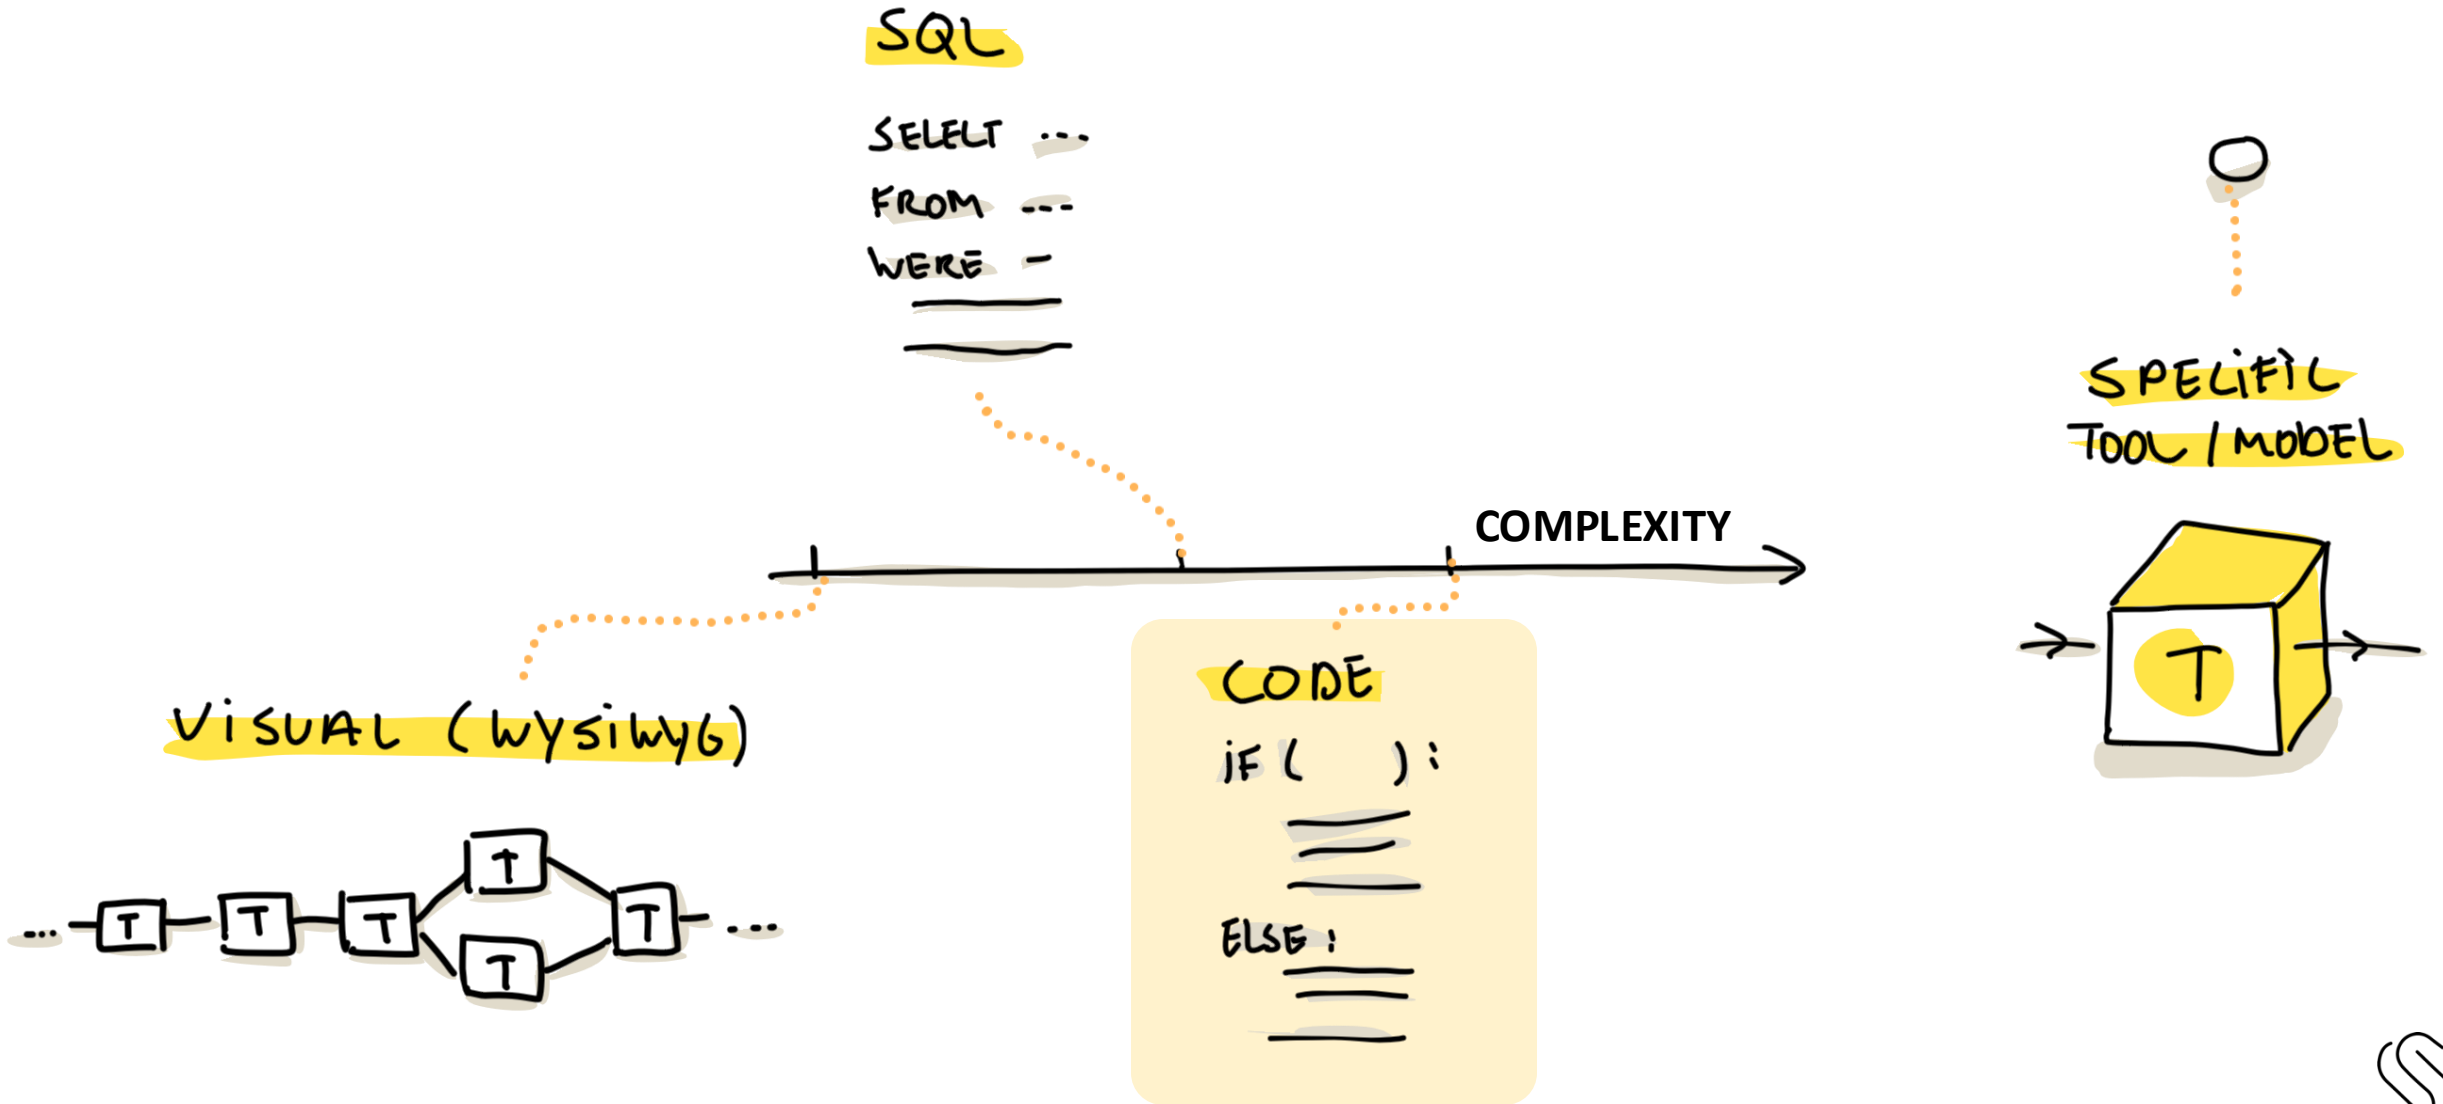 SQL
SELECT ...
FROM ---
WERE -
SPECIFIC
TOOL / MODEL
COMPLEXITY
T
CODE
IF ( ) :
ELSE :
VISUAL (WYSIWYG)
... T T T T T T ...